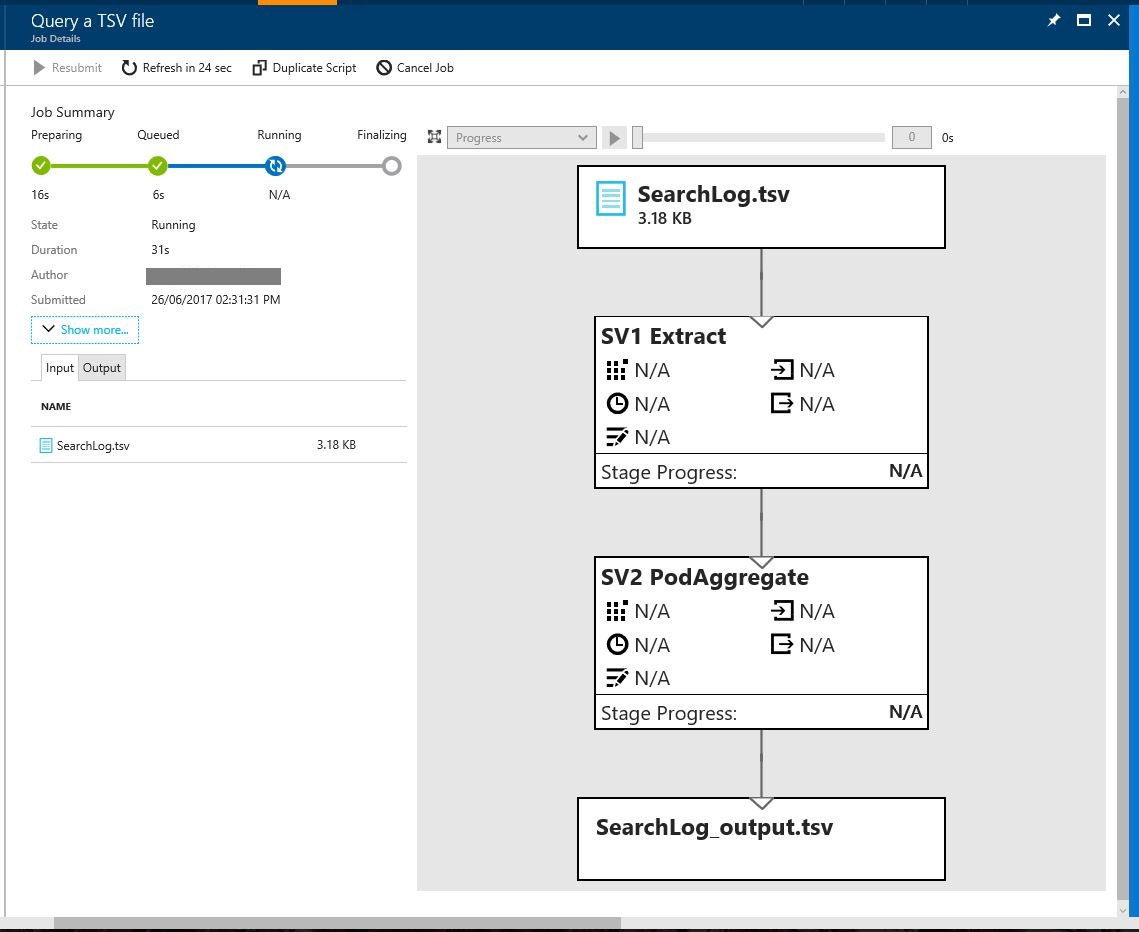 Query a TSV file
Job Details
Resubmit Refresh in 24 sec Duplicate Script Cancel Job
Job Summary
Preparing Queued Running Finalizing
16s 6s N/A
State Running
Duration 31s
Author
Submitted 26/06/2017 02:31:31 PM
Show more...
Input Output
NAME
SearchLog.tsv 3.18 KB
Progress 0 0s
SearchLog.tsv
3.18 KB
SV1 Extract
N/A N/A
N/A N/A
N/A
Stage Progress: N/A
SV2 PodAggregate
N/A N/A
N/A N/A
N/A
Stage Progress: N/A
SearchLog_output.tsv